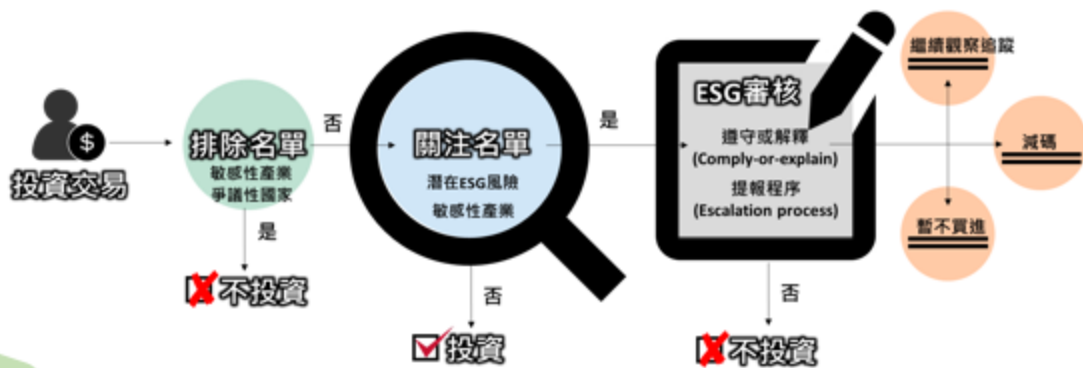 投資交易
$
排除名單
敏感性產業
爭議性國家
否
是
不投資
關注名單
潛在ESG風險
敏感性產業
是
否
投資
ESG審核
遵守或解釋
(Comply-or-explain)
提報程序
(Escalation process)
否
不投資
繼續觀察追蹤
減碼
暫不買進